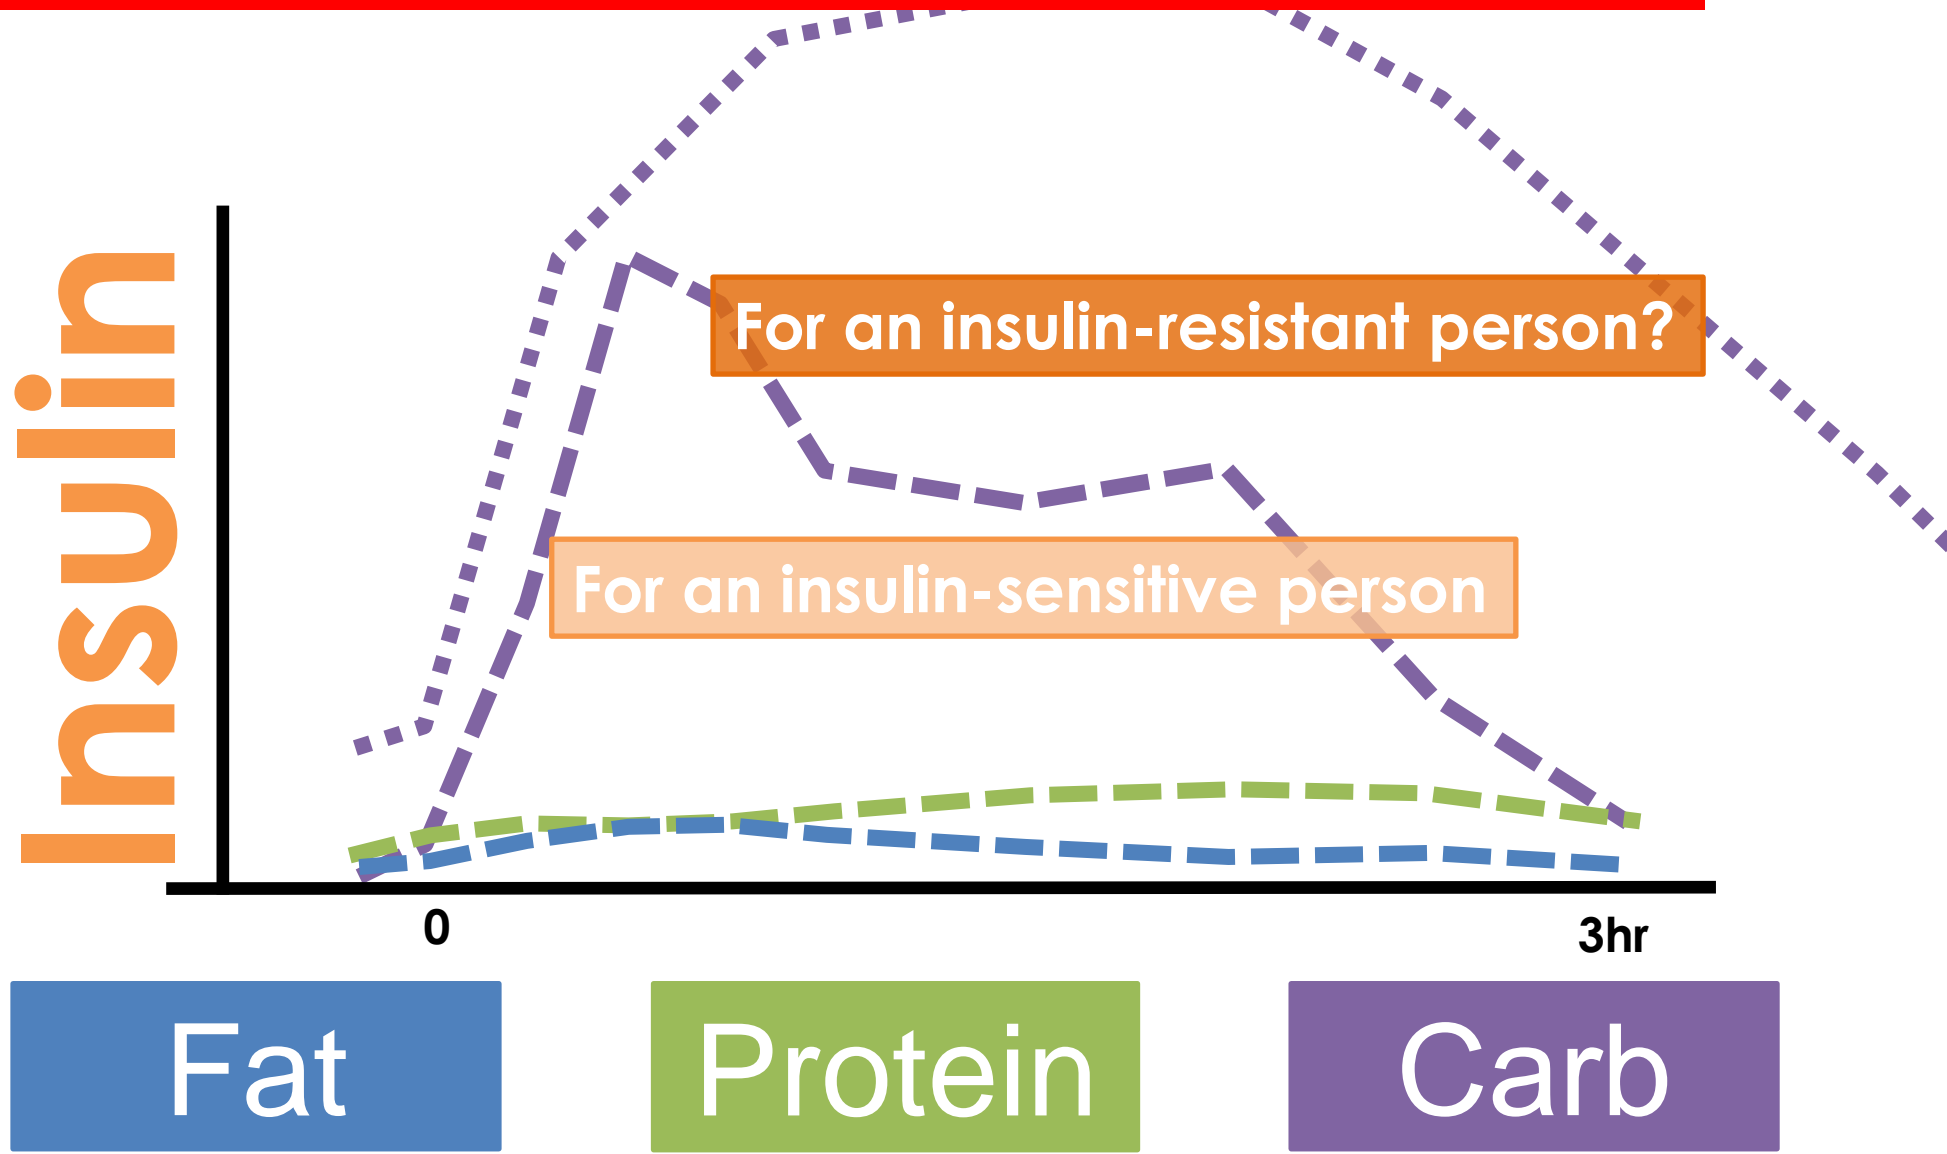 Insulin
For an insulin-resistant person?
For an insulin-sensitive person
0
3hr
Fat
Protein
Carb